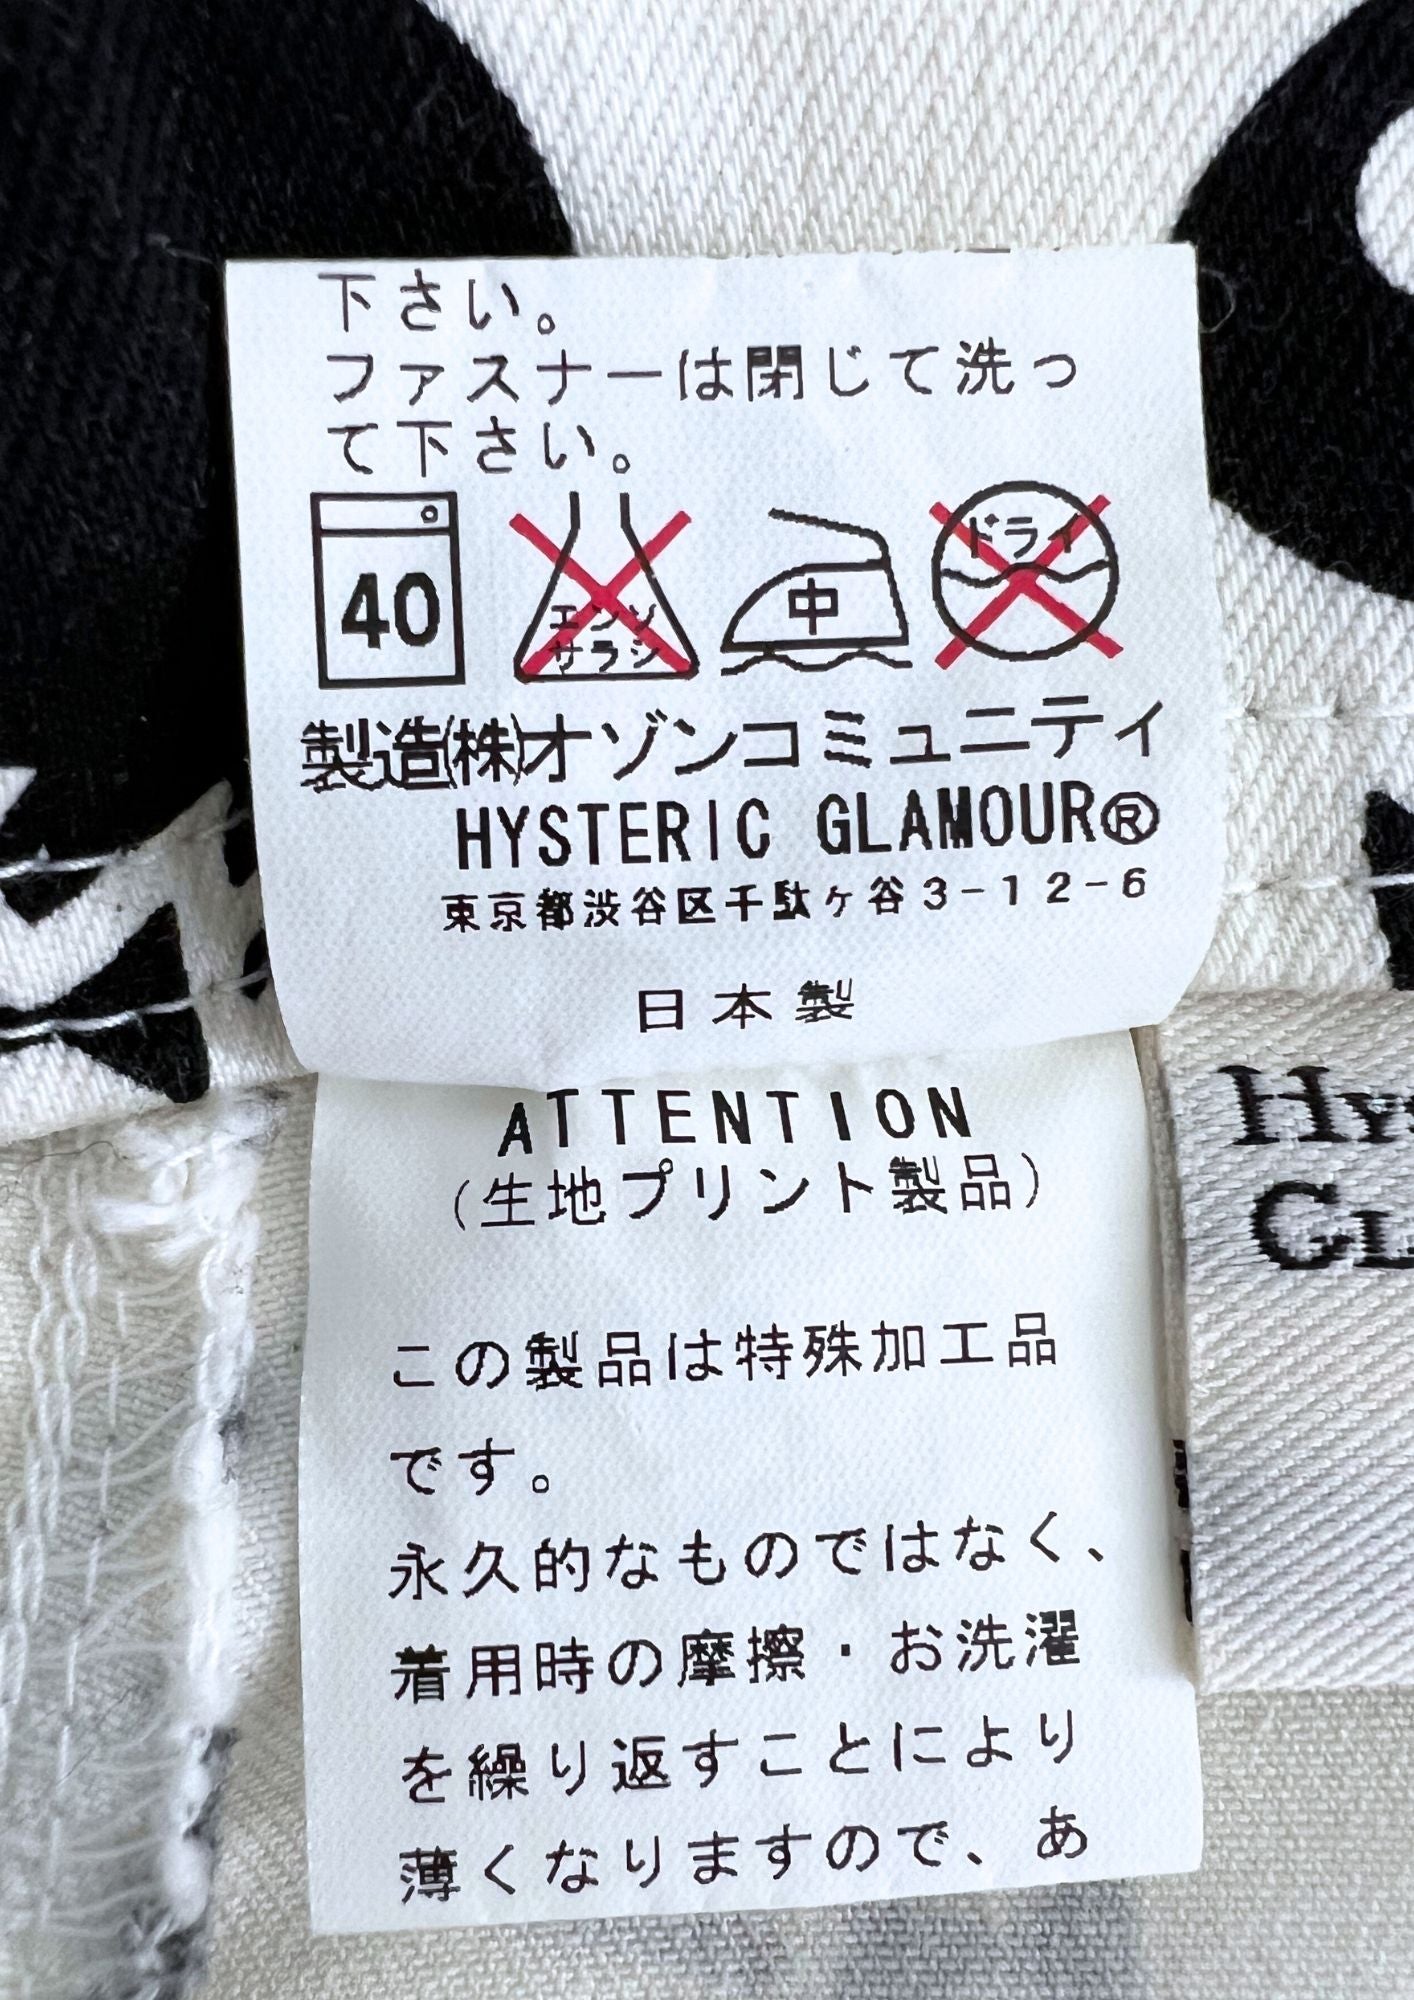 下さい。
ファスナーは閉じて洗っ
て下さい。
40
エンソ
サラシ
中
ドライ
製造(株)オゾンコミュニティ
HYSTERIC GLAMOUR®
東京都渋谷区千駄ヶ谷3-12-6
日本製
ATTENTION
(生地プリント製品)
この製品は特殊加工品
です。
永久的なものではなく、
着用時の摩擦・お洗濯
を繰り返すことにより
薄くなりますので、あ